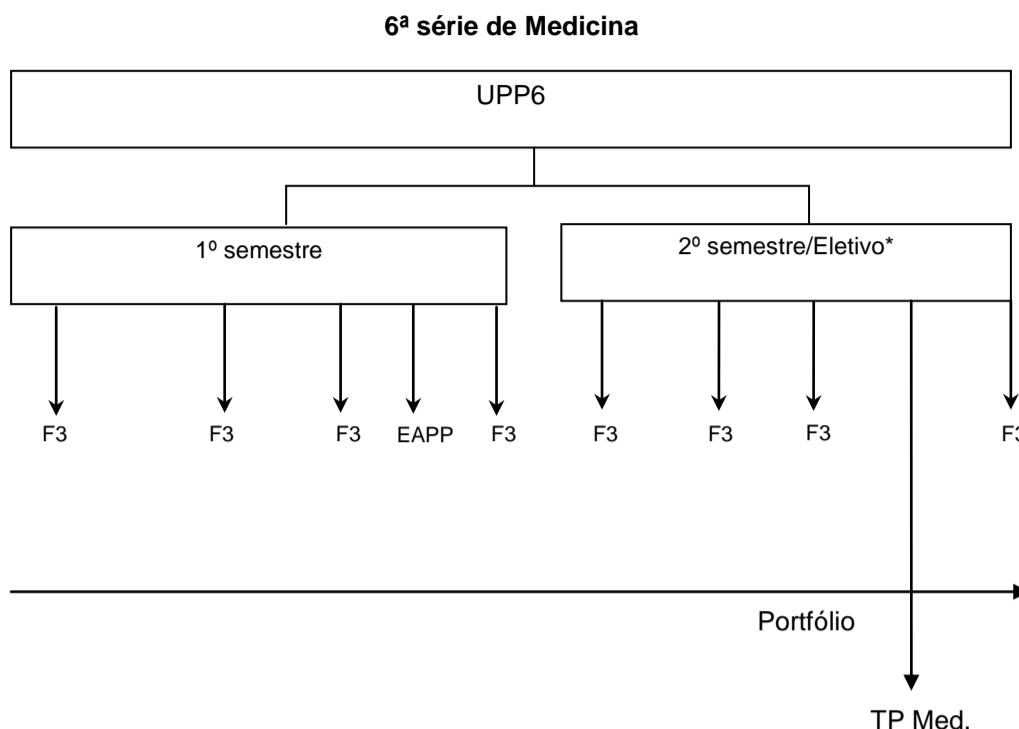 6ª série de Medicina
UPP6
1º semestre
2º semestre/Eletivo*
F3
F3
F3
EAPP
F3
F3
F3
F3
F3
Portfólio
TP Med.